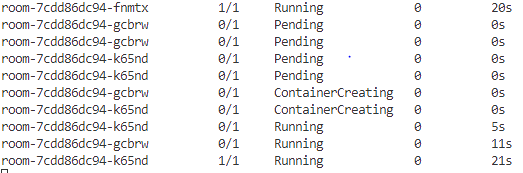 room-7cdd86dc94-fnmtx 1/1 Running 0 20s
room-7cdd86dc94-gcbrw 0/1 Pending 0 0s
room-7cdd86dc94-gcbrw 0/1 Pending 0 0s
room-7cdd86dc94-k65nd 0/1 Pending 0 0s
room-7cdd86dc94-k65nd 0/1 Pending 0 0s
room-7cdd86dc94-gcbrw 0/1 ContainerCreating 0 0s
room-7cdd86dc94-k65nd 0/1 ContainerCreating 0 0s
room-7cdd86dc94-k65nd 0/1 Running 0 5s
room-7cdd86dc94-gcbrw 0/1 Running 0 11s
room-7cdd86dc94-k65nd 1/1 Running 0 21s